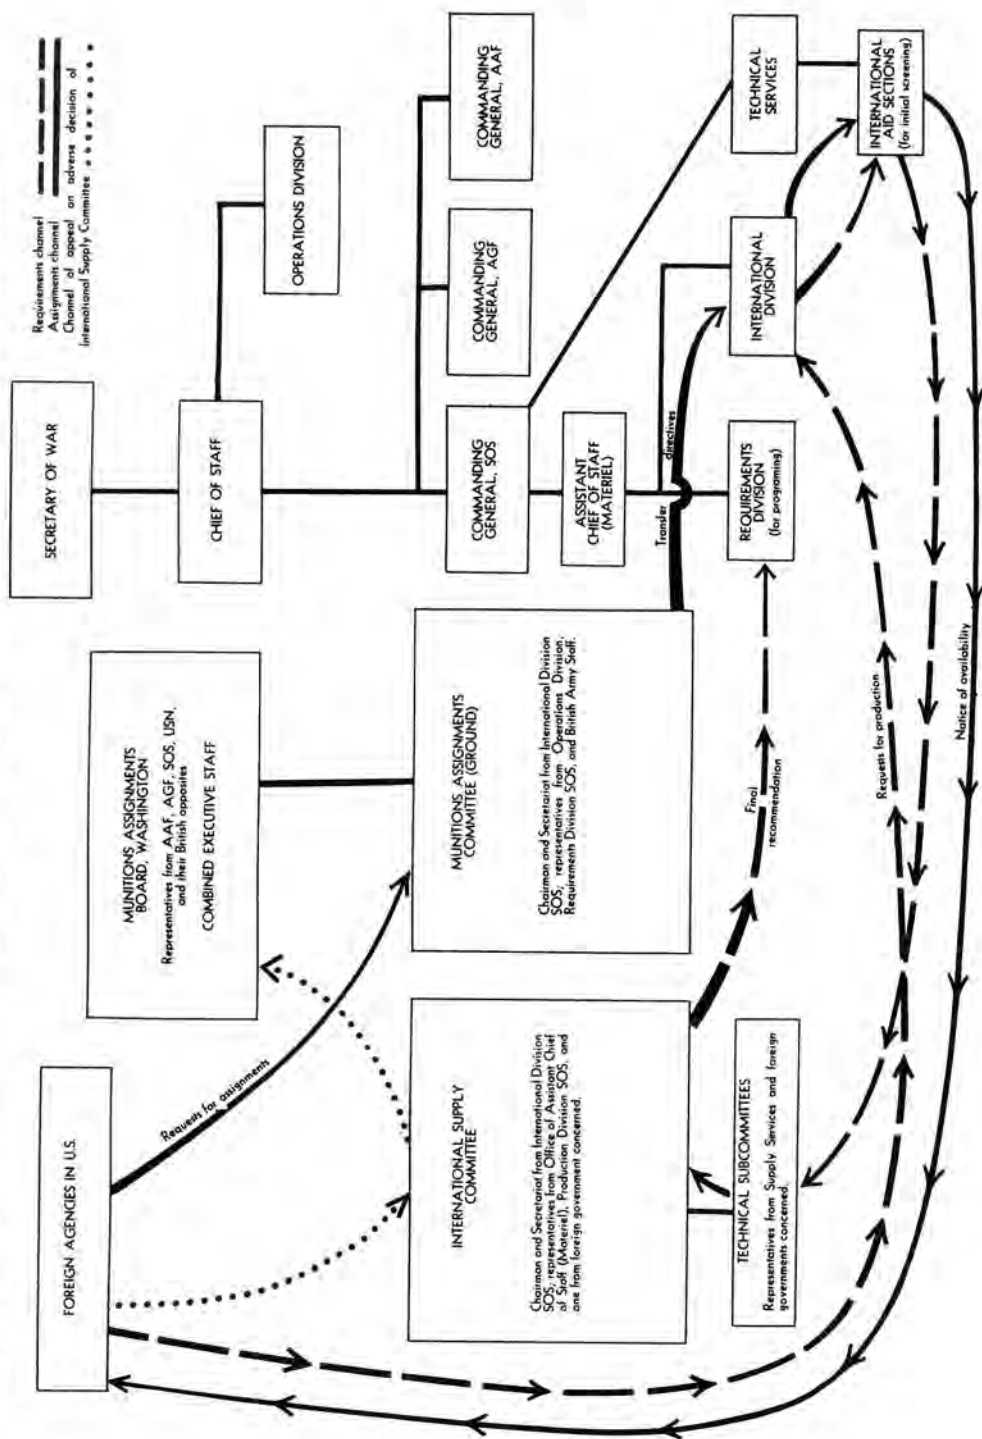 Requirements channel
Assignments channel
Channel of appeal on adverse decision of
International Supply Committee
SECRETARY OF WAR
CHIEF OF STAFF
OPERATIONS DIVISION
COMMANDING
GENERAL, SOS
COMMANDING
GENERAL, AGF
COMMANDING
GENERAL, AAF
ASSISTANT
CHIEF OF STAFF
(MATERIEL)
REQUIREMENTS
DIVISION
(for programing)
INTERNATIONAL
DIVISION
TECHNICAL
SERVICES
INTERNATIONAL
AID SECTIONS
(for initial screening)
FOREIGN AGENCIES IN U.S.
MUNITIONS ASSIGNMENTS
BOARD, WASHINGTON
Representatives from AAF, AGF, SOS, USN,
and their British opposites
COMBINED EXECUTIVE STAFF
INTERNATIONAL SUPPLY
COMMITTEE
Chairman and Secretariat from International Division
SOS; representatives from Office of Assistant Chief
of Staff (Materiel), Production Division SOS, and
one from foreign government concerned.
MUNITIONS ASSIGNMENTS
COMMITTEE (GROUND)
Chairman and Secretariat from International Division
SOS; representatives from Operations Division,
Requirements Division SOS, and British Army Staff.
TECHNICAL SUBCOMMITTEES
Representatives from Supply Services and foreign
governments concerned.
Requests for assignments
Transfer
directives
Final
recommendation
Requests for production
Notice of availability